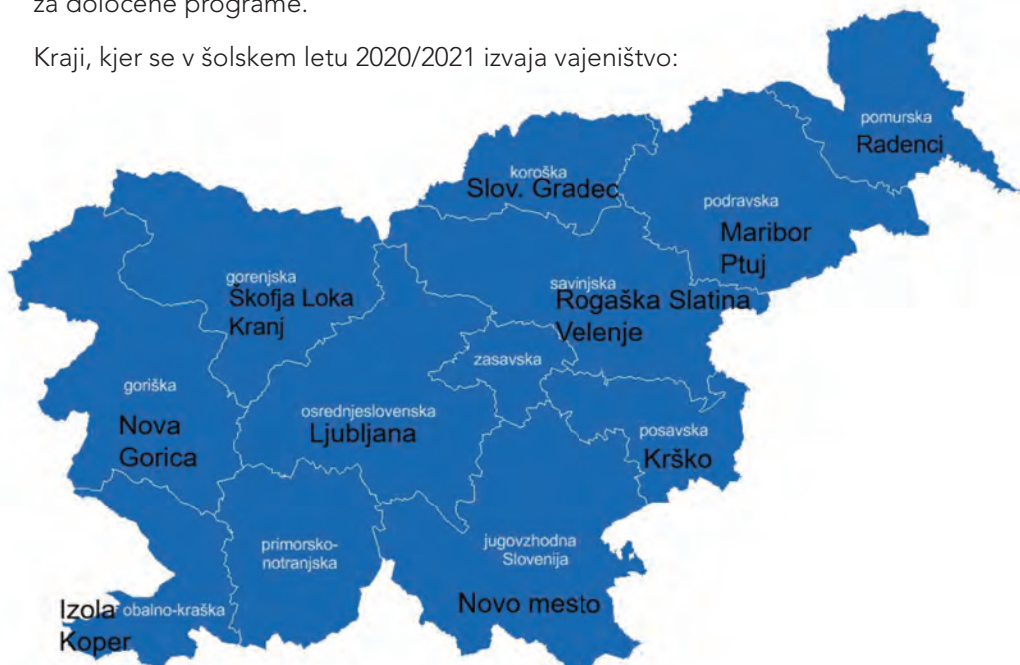 za določene programe.
Kraji, kjer se v šolskem letu 2020/2021 izvaja vajeništvo:
pomurska
Radenci
koroška
Slov. Gradec
podravska
Maribor
Ptuj
gorenjska
Škofja Loka
Kranj
savinjska
Rogaška Slatina
Velenje
zasavska
goriška
Nova
Gorica
osrednjeslovenska
Ljubljana
posavska
Krško
primorsko-
notranjska
jugovzhodna
Slovenija
Novo mesto
Izola obalno-kraška
Koper